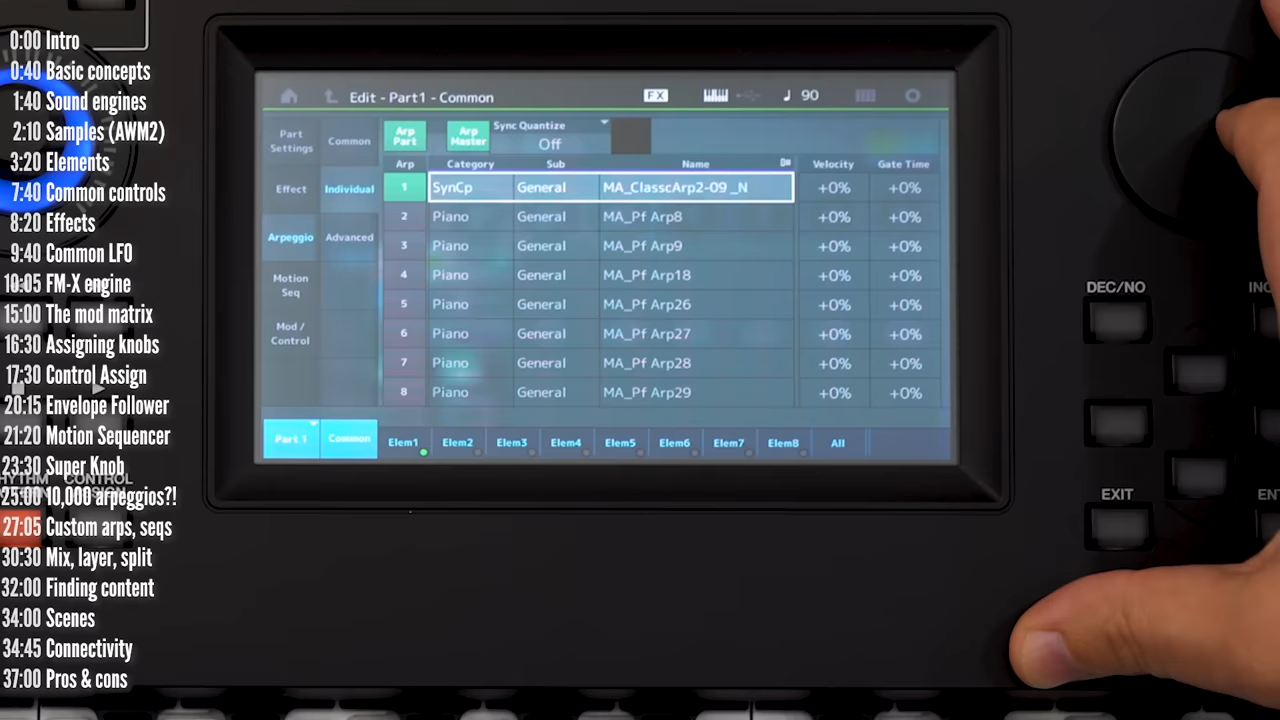 0:00 Intro
0:40 Basic concepts
1:40 Sound engines
2:10 Samples (AWM2)
3:20 Elements
7:40 Common controls
8:20 Effects
9:40 Common LFO
10:05 FM-X engine
15:00 The mod matrix
16:30 Assigning knobs
17:30 Control Assign
20:15 Envelope Follower
21:20 Motion Sequencer
23:30 Super Knob
25:00 10,000 arpeggios?!
27:05 Custom arps, seqs
30:30 Mix, layer, split
32:00 Finding content
34:00 Scenes
34:45 Connectivity
37:00 Pros & cons
Edit - Part1 - Common FX 90
Part Settings
Common
Arp Part
Arp Master
Sync Quantize
Off
Arp Category Sub Name Velocity Gate Time
Effect
Individual
Arpeggio
Advanced
Motion Seq
Mod / Control
1 SynCp General MA_ClasscArp2-09 _N +0% +0%
2 Piano General MA_Pf Arp8 +0% +0%
3 Piano General MA_Pf Arp9 +0% +0%
4 Piano General MA_Pf Arp18 +0% +0%
5 Piano General MA_Pf Arp26 +0% +0%
6 Piano General MA_Pf Arp27 +0% +0%
7 Piano General MA_Pf Arp28 +0% +0%
8 Piano General MA_Pf Arp29 +0% +0%
Part 1 Common Elem1 Elem2 Elem3 Elem4 Elem5 Elem6 Elem7 Elem8 All
DEC/NO
EXIT
CONTROL